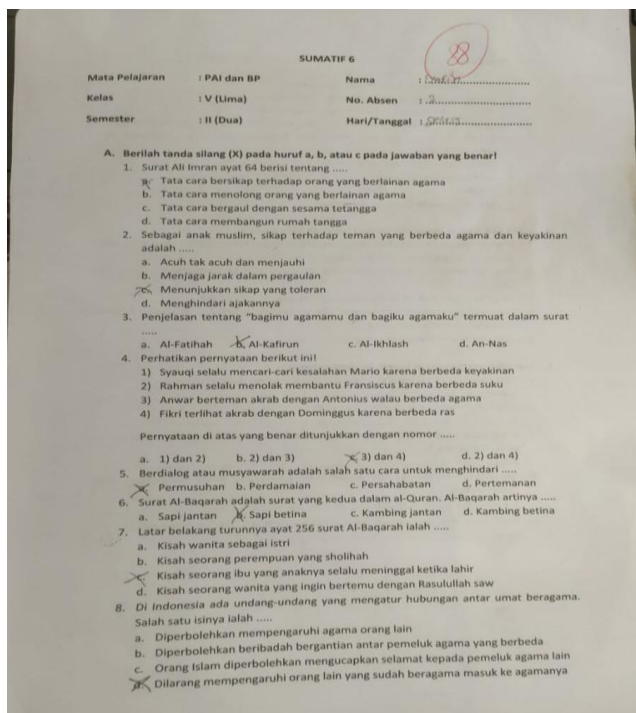 SUMATIF 6
88
Mata Pelajaran : PAI dan BP Nama :
Kelas : V (Lima) No. Absen : 2
Semester : II (Dua) Hari/Tanggal :
A. Berilah tanda silang (X) pada huruf a, b, atau c pada jawaban yang benar!
1. Surat Ali Imran ayat 64 berisi tentang .....
a. Tata cara bersikap terhadap orang yang berlainan agama
b. Tata cara menolong orang yang berlainan agama
c. Tata cara bergaul dengan sesama tetangga
d. Tata cara membangun rumah tangga
2. Sebagai anak muslim, sikap terhadap teman yang berbeda agama dan keyakinan
adalah .....
a. Acuh tak acuh dan menjauhi
b. Menjaga jarak dalam pergaulan
c. Menunjukkan sikap yang toleran
d. Menghindari ajakannya
3. Penjelasan tentang "bagimu agamamu dan bagiku agamaku" termuat dalam surat
.....
a. Al-Fatihah b. Al-Kafirun c. Al-Ikhlash d. An-Nas
4. Perhatikan pernyataan berikut ini!
1) Syauqi selalu mencari-cari kesalahan Mario karena berbeda keyakinan
2) Rahman selalu menolak membantu Fransiscus karena berbeda suku
3) Anwar berteman akrab dengan Antonius walau berbeda agama
4) Fikri terlihat akrab dengan Dominggus karena berbeda ras
Pernyataan di atas yang benar ditunjukkan dengan nomor .....
a. 1) dan 2) b. 2) dan 3) c. 3) dan 4) d. 2) dan 4)
5. Berdialog atau musyawarah adalah salah satu cara untuk menghindari .....
a. Permusuhan b. Perdamaian c. Persahabatan d. Pertemanan
6. Surat Al-Baqarah adalah surat yang kedua dalam al-Quran. Al-Baqarah artinya .....
a. Sapi jantan b. Sapi betina c. Kambing jantan d. Kambing betina
7. Latar belakang turunnya ayat 256 surat Al-Baqarah ialah .....
a. Kisah wanita sebagai istri
b. Kisah seorang perempuan yang sholihah
c. Kisah seorang ibu yang anaknya selalu meninggal ketika lahir
d. Kisah seorang wanita yang ingin bertemu dengan Rasulullah saw
8. Di Indonesia ada undang-undang yang mengatur hubungan antar umat beragama.
Salah satu isinya ialah .....
a. Diperbolehkan mempengaruhi agama orang lain
b. Diperbolehkan beribadah bergantian antar pemeluk agama yang berbeda
c. Orang Islam diperbolehkan mengucapkan selamat kepada pemeluk agama lain
d. Dilarang mempengaruhi orang lain yang sudah beragama masuk ke agamanya